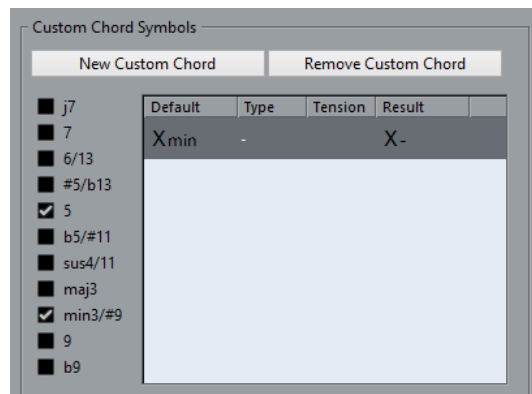 Custom Chord Symbols
New Custom Chord Remove Custom Chord
j7
7
6/13
#5/b13
5
b5/#11
sus4/11
maj3
min3/#9
9
b9
Default Type Tension Result
Xmin - X-